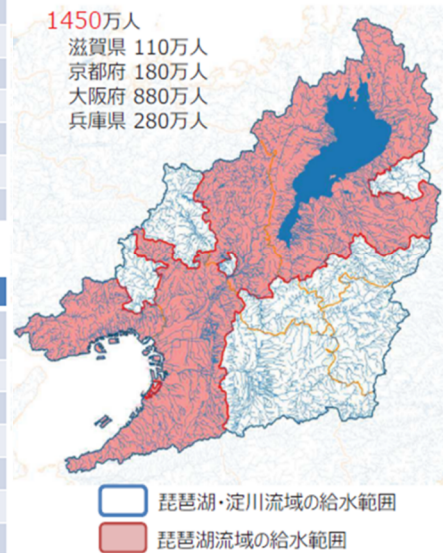 1450万人
滋賀県 110万人
京都府 180万人
大阪府 880万人
兵庫県 280万人
琵琶湖・淀川流域の給水範囲
琵琶湖流域の給水範囲